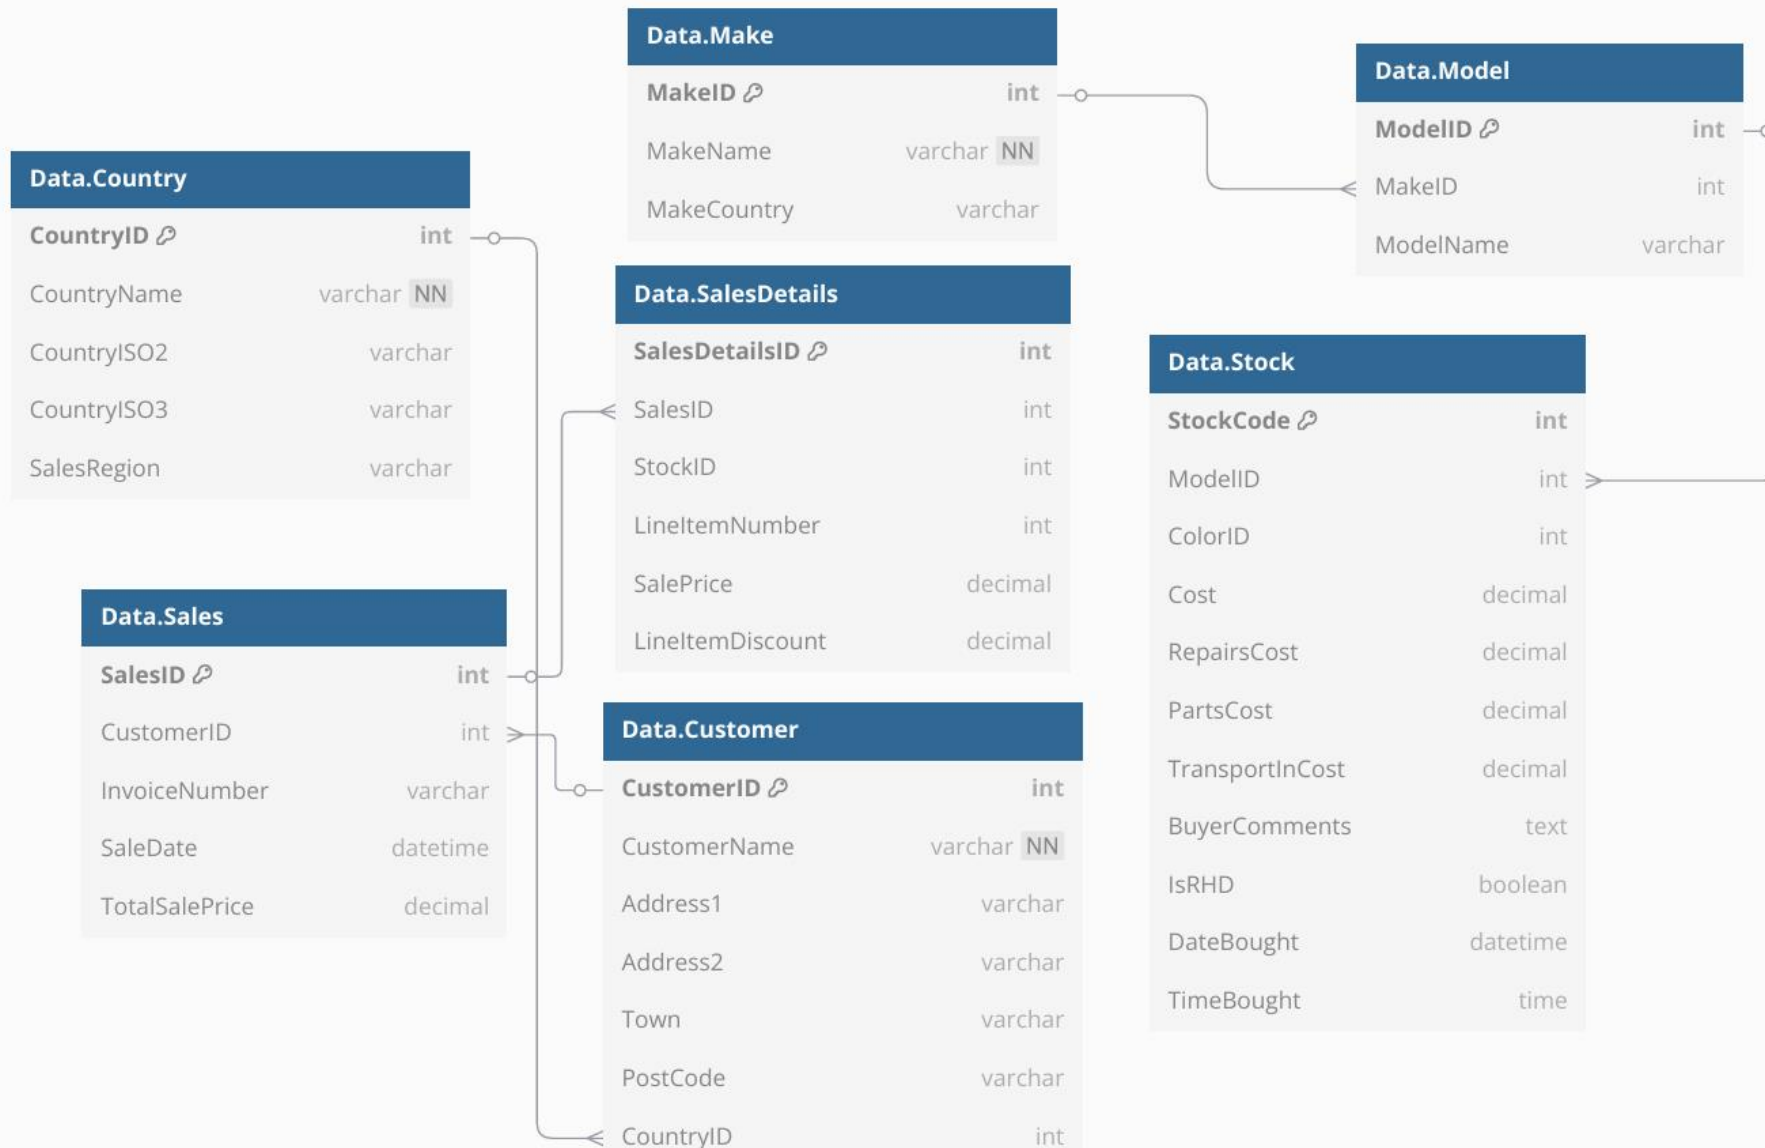 Data.Make
MakeID int
MakeName varchar NN
MakeCountry varchar
Data.Model
ModelID int
MakeID int
ModelName varchar
Data.Country
CountryID int
CountryName varchar NN
CountryISO2 varchar
CountryISO3 varchar
SalesRegion varchar
Data.SalesDetails
SalesDetailsID int
SalesID int
StockID int
LineItemNumber int
SalePrice decimal
LineItemDiscount decimal
Data.Stock
StockCode int
ModelID int
ColorID int
Cost decimal
RepairsCost decimal
PartsCost decimal
TransportInCost decimal
BuyerComments text
IsRHD boolean
DateBought datetime
TimeBought time
Data.Sales
SalesID int
CustomerID int
InvoiceNumber varchar
SaleDate datetime
TotalSalePrice decimal
Data.Customer
CustomerID int
CustomerName varchar NN
Address1 varchar
Address2 varchar
Town varchar
PostCode varchar
CountryID int